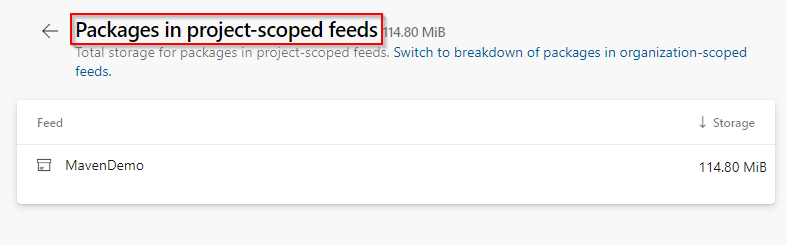 Packages in project-scoped feeds 114.80 MiB
Total storage for packages in project-scoped feeds. Switch to breakdown of packages in organization-scoped
feeds.
Feed ↓ Storage
MavenDemo 114.80 MiB